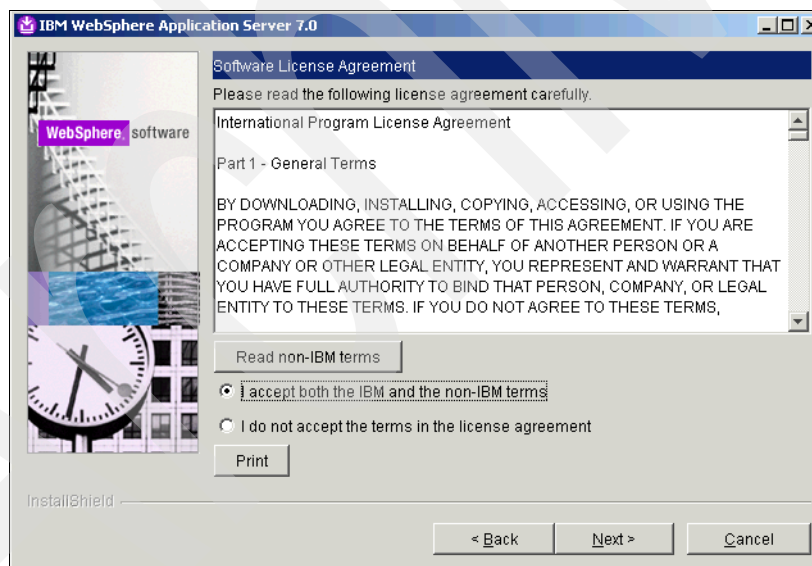 IBM WebSphere Application Server 7.0
WebSphere. software
Software License Agreement
Please read the following license agreement carefully.
International Program License Agreement
Part 1 - General Terms
BY DOWNLOADING, INSTALLING, COPYING, ACCESSING, OR USING THE
PROGRAM YOU AGREE TO THE TERMS OF THIS AGREEMENT. IF YOU ARE
ACCEPTING THESE TERMS ON BEHALF OF ANOTHER PERSON OR A
COMPANY OR OTHER LEGAL ENTITY, YOU REPRESENT AND WARRANT THAT
YOU HAVE FULL AUTHORITY TO BIND THAT PERSON, COMPANY, OR LEGAL
ENTITY TO THESE TERMS. IF YOU DO NOT AGREE TO THESE TERMS,
Read non-IBM terms
I accept both the IBM and the non-IBM terms
I do not accept the terms in the license agreement
Print
InstallShield
< Back Next > Cancel